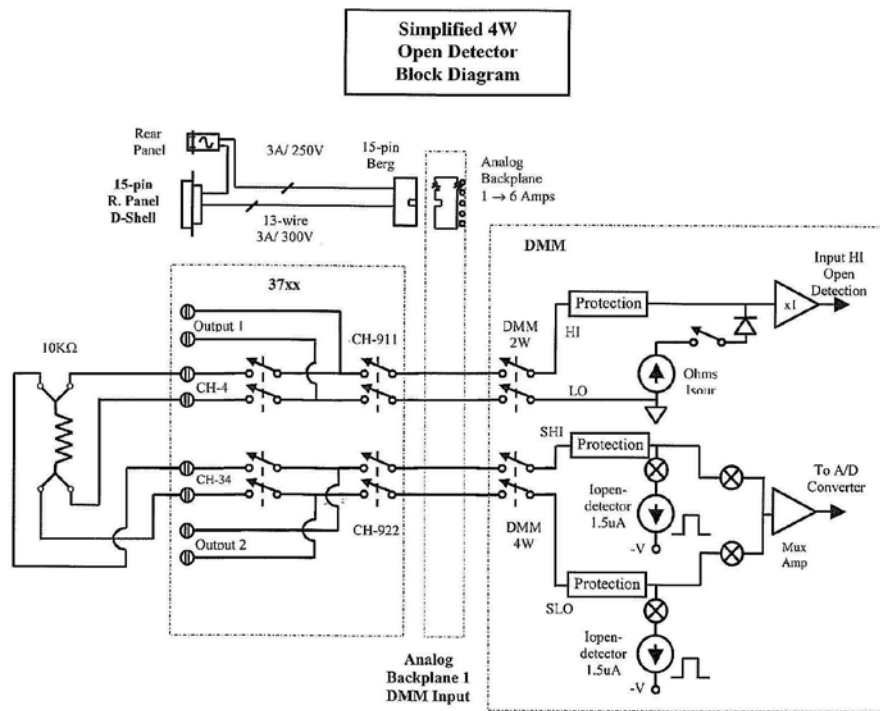 Simplified 4W
Open Detector
Block Diagram
Rear
Panel
3A/ 250V
15-pin
Berg
Analog
Backplane
1 → 6 Amps
15-pin
R. Panel
D-Shell
13-wire
3A/ 300V
DMM
Input HI
Open
Detection
37xx
Protection
x1
Output 1
CH-911
DMM
2W
HI
10KΩ
CH-4
LO
Ohms
Isour
SHI
Protection
CH-34
To A/D
Converter
Iopen-
detector
1.5uA
-V
Output 2
CH-922
DMM
4W
Mux
Amp
Protection
SLO
Iopen-
detector
1.5uA
-V
Analog
Backplane 1
DMM Input